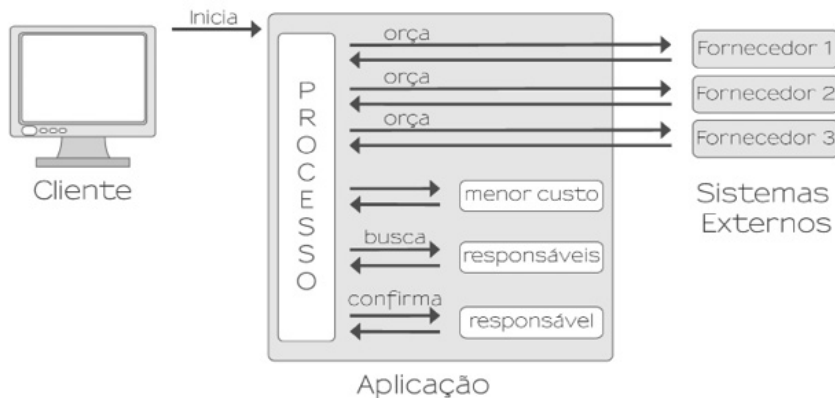 Inicia
orça
Fornecedor 1
orça
Fornecedor 2
orça
Fornecedor 3
PROCESSO
Cliente
menor custo
Sistemas
Externos
busca
responsáveis
confirma
responsável
Aplicação